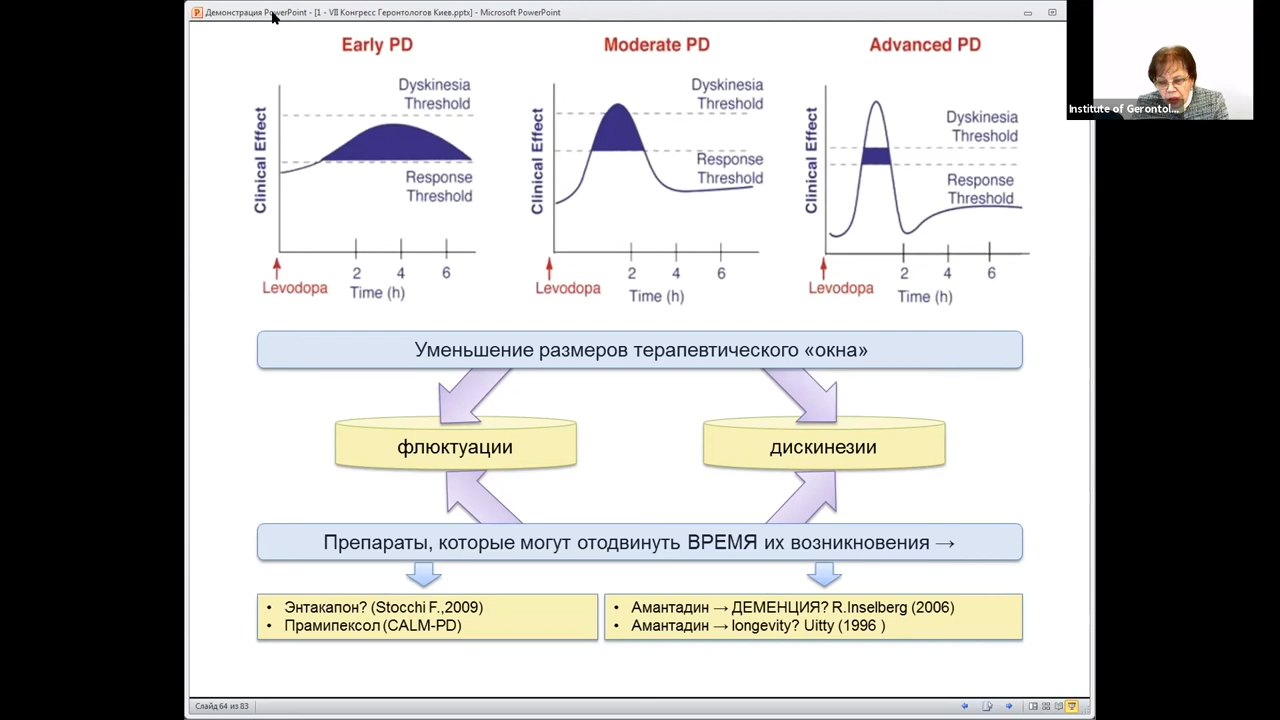 Демонстрация PowerPoint - [1 - VII Конгресс Геронтологов Киев.pptx] - Microsoft PowerPoint
Early PD
Moderate PD
Advanced PD
Clinical Effect
Dyskinesia
Threshold
Response
Threshold
2 4 6
Levodopa
Time (h)
Clinical Effect
Dyskinesia
Threshold
Response
Threshold
2 4 6
Levodopa
Time (h)
Clinical Effect
Dyskinesia
Threshold
Response
Threshold
2 4 6
Levodopa
Time (h)
Institute of Gerontol...
Уменьшение размеров терапевтического «окна»
флюктуации
дискинезии
Препараты, которые могут отодвинуть ВРЕМЯ их возникновения →
• Энтакапон? (Stocchi F.,2009)
• Прамипексол (CALM-PD)
• Амантадин → ДЕМЕНЦИЯ? R.Inselberg (2006)
• Амантадин → longevity? Uitty (1996 )
Слайд 64 из 83